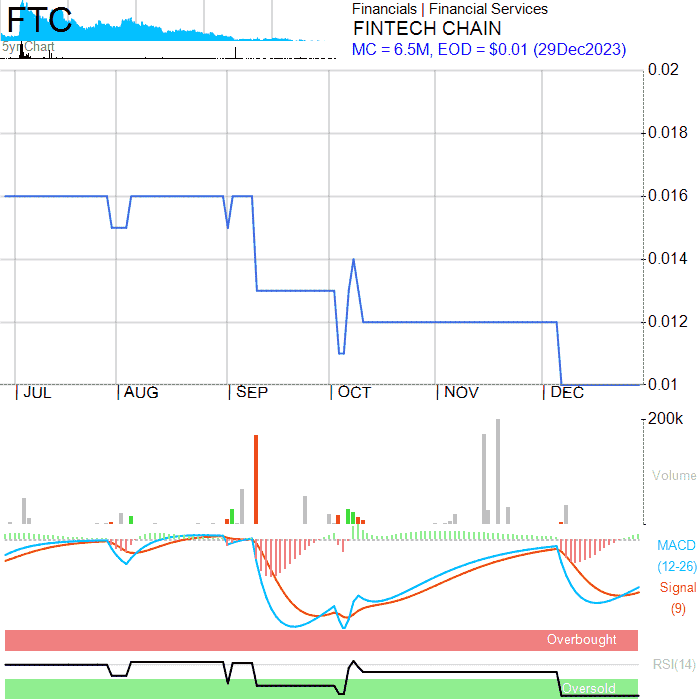 FTC
Financials | Financial Services
FINTECH CHAIN
MC = 6.5M, EOD = $0.01 (29Dec2023)
5yr Chart
0.02
0.018
0.016
0.014
0.012
0.01
JUL
AUG
SEP
OCT
NOV
DEC
200k
Volume
MACD
(12-26)
Signal
(9)
Overbought
RSI(14)
Oversold